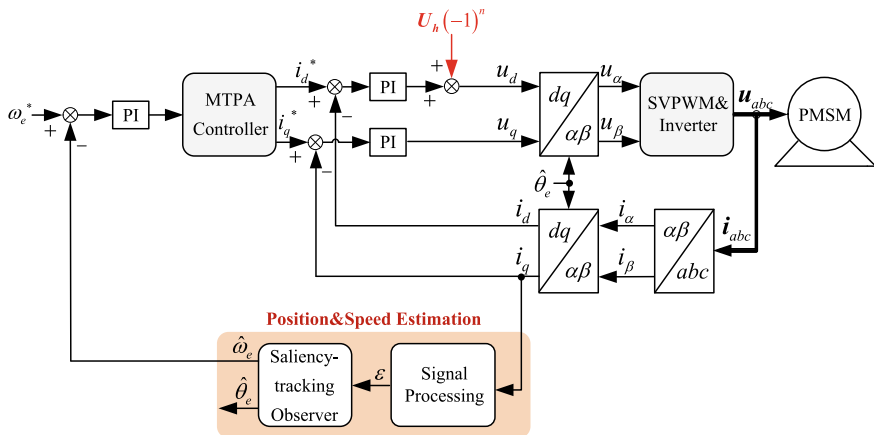 U_h(-1)^n
i_d^*
+
PI
+
+
u_d
dq
αβ
u_α
SVPWM&
Inverter
u_abc
PMSM
ω_e^*
+
−
PI
MTPA
Controller
i_q^*
+
−
−
PI
u_q
u_β
θ̂_e
i_d
dq
αβ
i_α
αβ
abc
i_abc
i_q
i_β
Position&Speed Estimation
ω̂_e
θ̂_e
Saliency-
tracking
Observer
ε
Signal
Processing